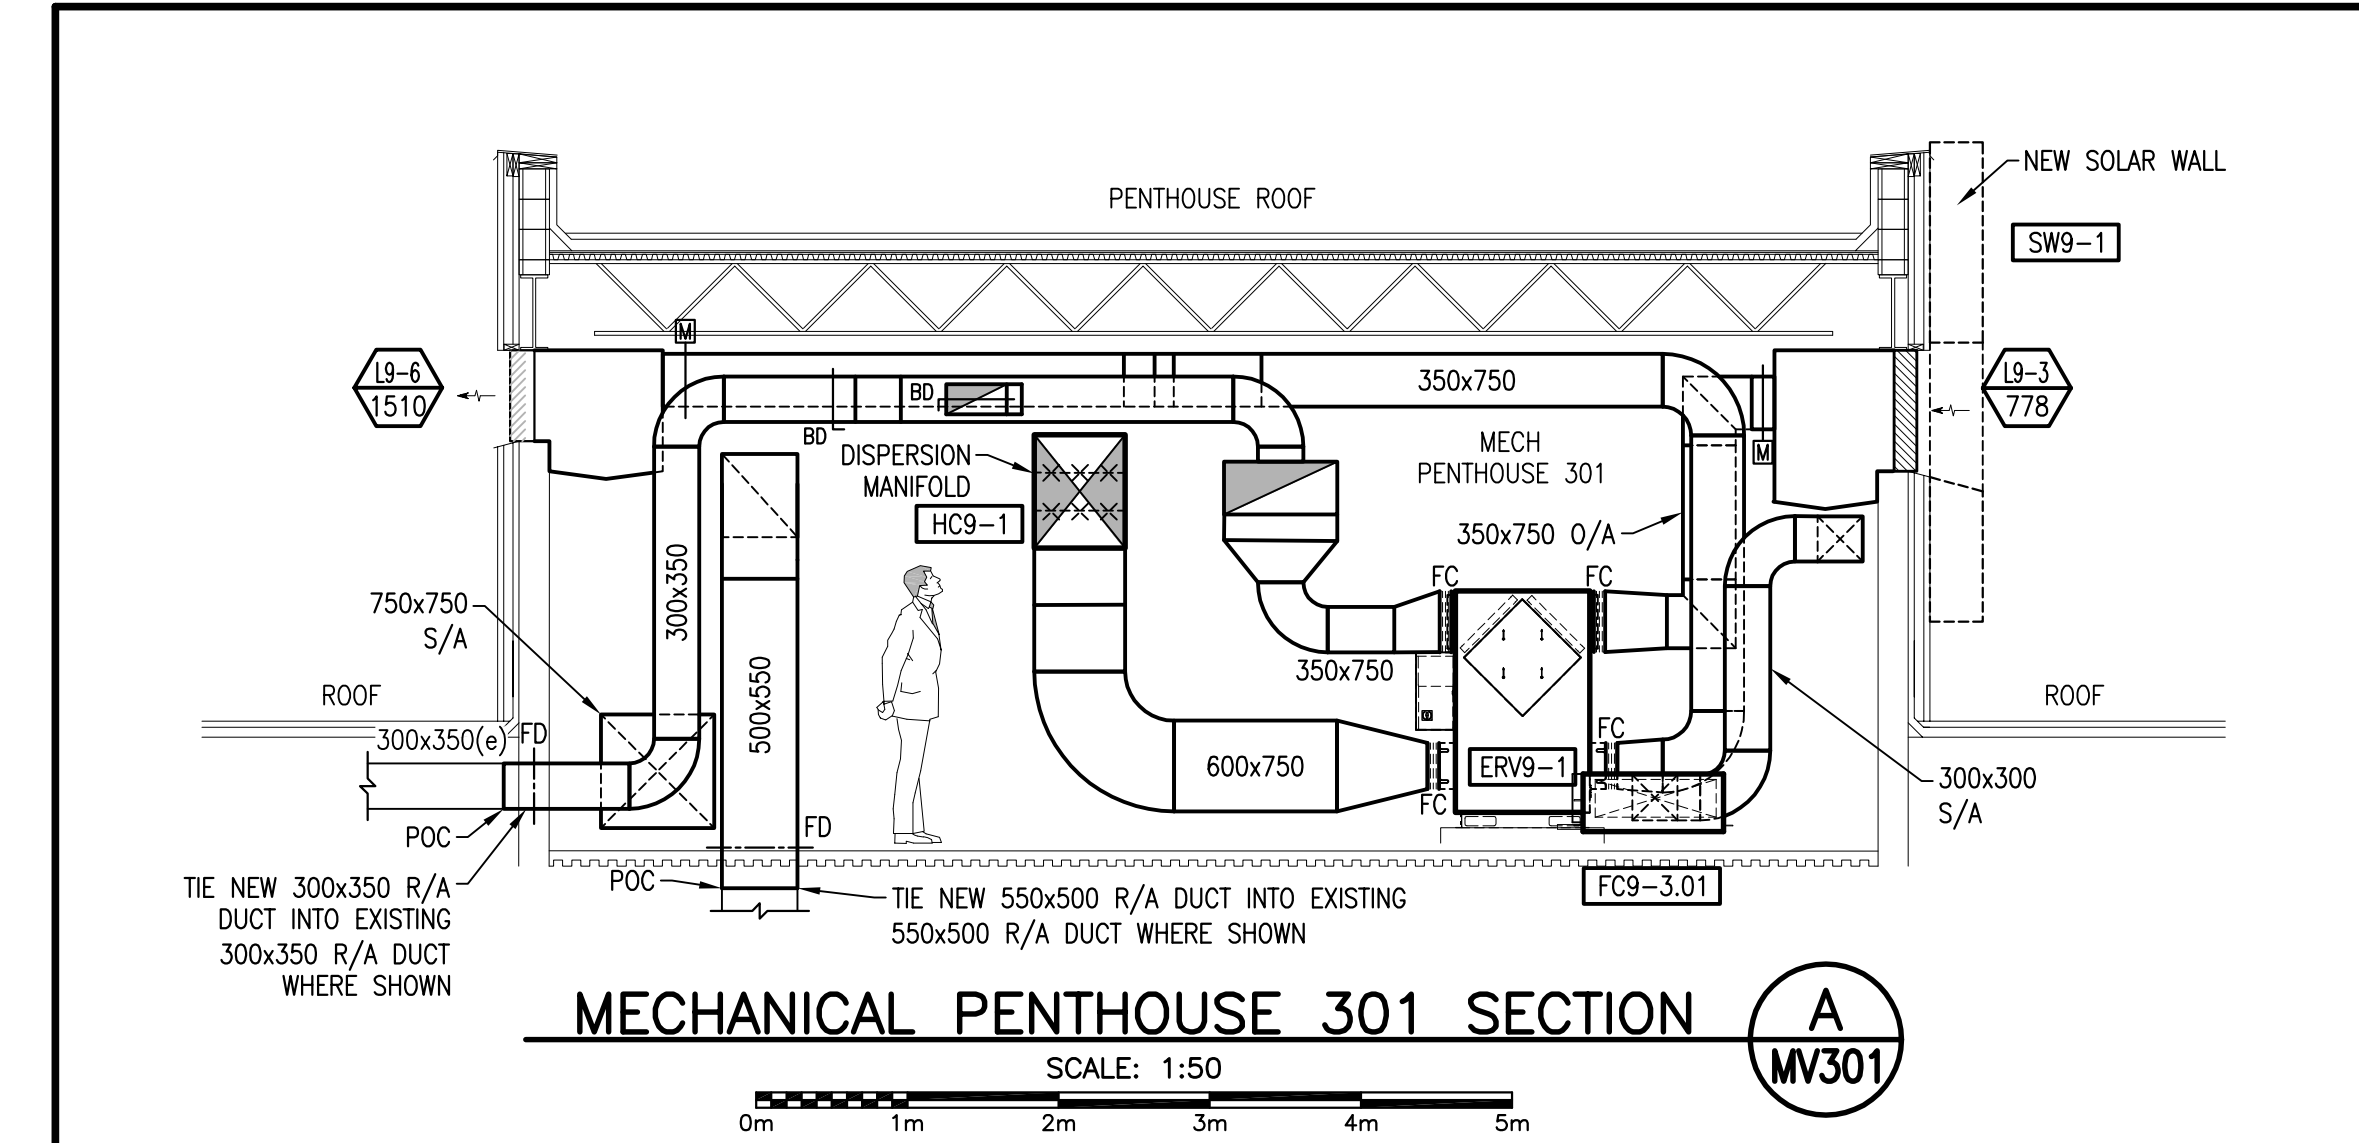 NEW SOLAR WALL
PENTHOUSE ROOF
SW9-1
M
L9-6
1510
350x750
L9-3
778
BD
BD
M
MECH
PENTHOUSE 301
DISPERSION
MANIFOLD
HC9-1
350x750 O/A
FC
FC
300x350
750x750
S/A
500x550
350x750
ROOF
ROOF
300x350(e)
FD
FC
600x750
ERV9-1
300x300
S/A
FC
FD
POC
POC
FC9-3.01
TIE NEW 300x350 R/A
DUCT INTO EXISTING
300x350 R/A DUCT
WHERE SHOWN
TIE NEW 550x500 R/A DUCT INTO EXISTING
550x500 R/A DUCT WHERE SHOWN
MECHANICAL PENTHOUSE 301 SECTION
A
MV301
SCALE: 1:50
0m 1m 2m 3m 4m 5m